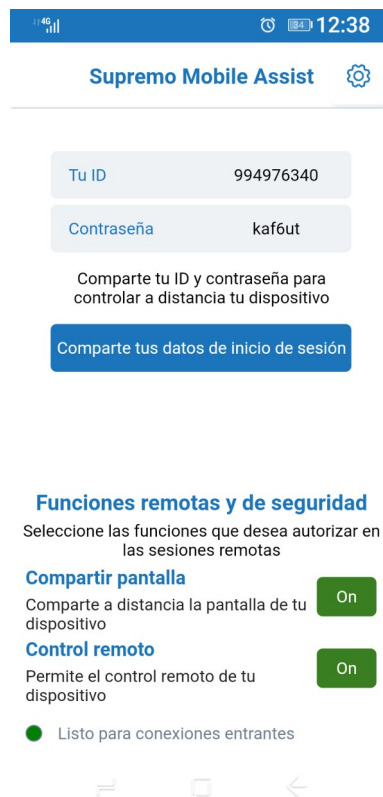 4G 34 12:38
Supremo Mobile Assist
Tu ID 994976340
Contraseña kaf6ut
Comparte tu ID y contraseña para
controlar a distancia tu dispositivo
Comparte tus datos de inicio de sesión
Funciones remotas y de seguridad
Seleccione las funciones que desea autorizar en
las sesiones remotas
Compartir pantalla
Comparte a distancia la pantalla de tu
dispositivo
On
Control remoto
Permite el control remoto de tu
dispositivo
On
Listo para conexiones entrantes